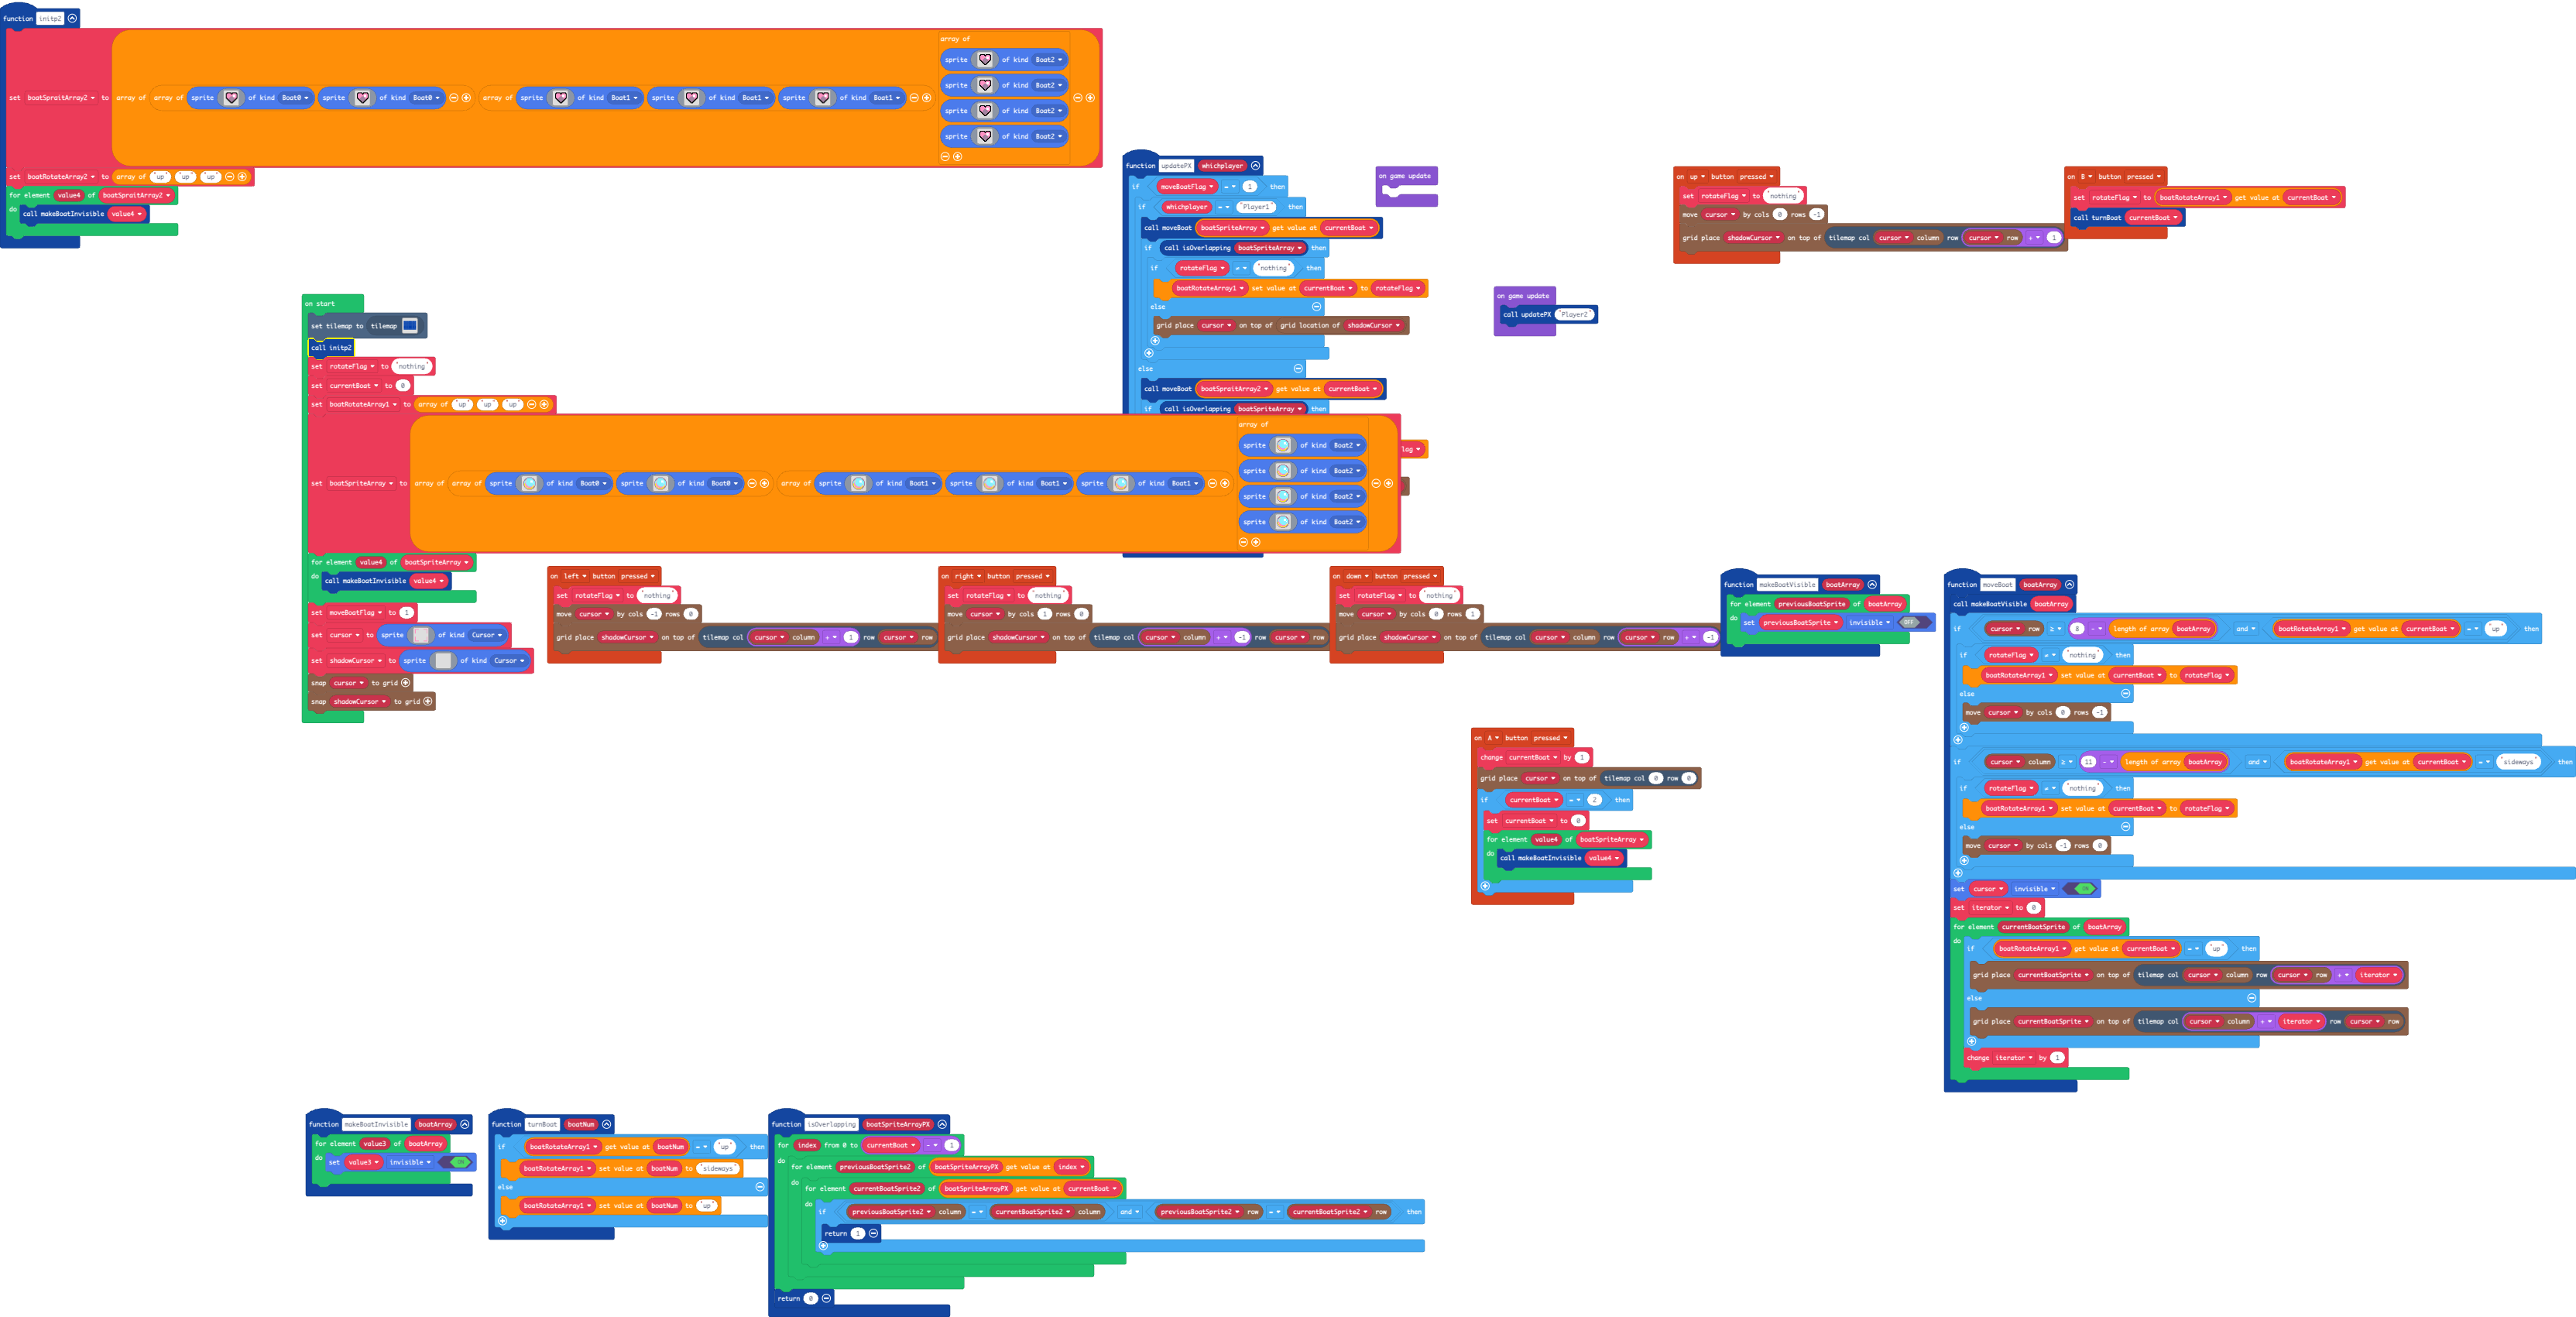 function initp2
array of
sprite of kind Boat2
sprite of kind Boat2
set boatSpraitArray2 to array of array of sprite of kind Boat0 sprite of kind Boat0 array of sprite of kind Boat1 sprite of kind Boat1 sprite of kind Boat1
sprite of kind Boat2
sprite of kind Boat2
set boatRotateArray2 to array of "up" "up" "up"
for element value4 of boatSpraitArray2
do call makeBoatInvisible value4
function updatePX whichplayer
if moveBoatFlag = 1 then
if whichplayer = "Player1" then
call moveBoat boatSpriteArray get value at currentBoat
if call isOverlapping boatSpriteArray then
if rotateFlag ≠ "nothing" then
boatRotateArray1 set value at currentBoat to rotateFlag
else
grid place cursor on top of grid location of shadowCursor
else
call moveBoat boatSpraitArray2 get value at currentBoat
if call isOverlapping boatSpriteArray then
lag
on game update
on game update
call updatePX "Player2"
on up button pressed
set rotateFlag to "nothing"
move cursor by cols 0 rows -1
grid place shadowCursor on top of tilemap col cursor column row cursor row + 1
on B button pressed
set rotateFlag to boatRotateArray1 get value at currentBoat
call turnBoat currentBoat
on start
set tilemap to tilemap
call initp2
set rotateFlag to "nothing"
set currentBoat to 0
set boatRotateArray1 to array of "up" "up" "up"
array of
sprite of kind Boat2
sprite of kind Boat2
set boatSpriteArray to array of array of sprite of kind Boat0 sprite of kind Boat0 array of sprite of kind Boat1 sprite of kind Boat1 sprite of kind Boat1
sprite of kind Boat2
sprite of kind Boat2
for element value4 of boatSpriteArray
do call makeBoatInvisible value4
set moveBoatFlag to 1
set cursor to sprite of kind Cursor
set shadowCursor to sprite of kind Cursor
snap cursor to grid
snap shadowCursor to grid
on left button pressed
set rotateFlag to "nothing"
move cursor by cols -1 rows 0
grid place shadowCursor on top of tilemap col cursor column + 1 row cursor row
on right button pressed
set rotateFlag to "nothing"
move cursor by cols 1 rows 0
grid place shadowCursor on top of tilemap col cursor column + -1 row cursor row
on down button pressed
set rotateFlag to "nothing"
move cursor by cols 0 rows 1
grid place shadowCursor on top of tilemap col cursor column row cursor row + -1
function makeBoatVisible boatArray
for element previousBoatSprite of boatArray
do set previousBoatSprite invisible OFF
function moveBoat boatArray
call makeBoatVisible boatArray
if cursor row ≥ 8 - length of array boatArray and boatRotateArray1 get value at currentBoat = "up" then
if rotateFlag ≠ "nothing" then
boatRotateArray1 set value at currentBoat to rotateFlag
else
move cursor by cols 0 rows -1
if cursor column ≥ 11 - length of array boatArray and boatRotateArray1 get value at currentBoat = "sideways" then
if rotateFlag ≠ "nothing" then
boatRotateArray1 set value at currentBoat to rotateFlag
else
move cursor by cols -1 rows 0
set cursor invisible ON
set iterator to 0
for element currentBoatSprite of boatArray
do if boatRotateArray1 get value at currentBoat = "up" then
grid place currentBoatSprite on top of tilemap col cursor column row cursor row + iterator
else
grid place currentBoatSprite on top of tilemap col cursor column + iterator row cursor row
change iterator by 1
on A button pressed
change currentBoat by 1
grid place cursor on top of tilemap col 0 row 0
if currentBoat = 2 then
set currentBoat to 0
for element value4 of boatSpriteArray
do call makeBoatInvisible value4
function makeBoatInvisible boatArray
for element value3 of boatArray
do set value3 invisible ON
function turnBoat boatNum
if boatRotateArray1 get value at boatNum = "up" then
boatRotateArray1 set value at boatNum to "sideways"
else
boatRotateArray1 set value at boatNum to "up"
function isOverlapping boatSpriteArrayPX
for index from 0 to currentBoat - 1
do for element previousBoatSprite2 of boatSpriteArrayPX get value at index
do for element currentBoatSprite2 of boatSpriteArrayPX get value at currentBoat
do if previousBoatSprite2 column = currentBoatSprite2 column and previousBoatSprite2 row = currentBoatSprite2 row then
return 1
return 0